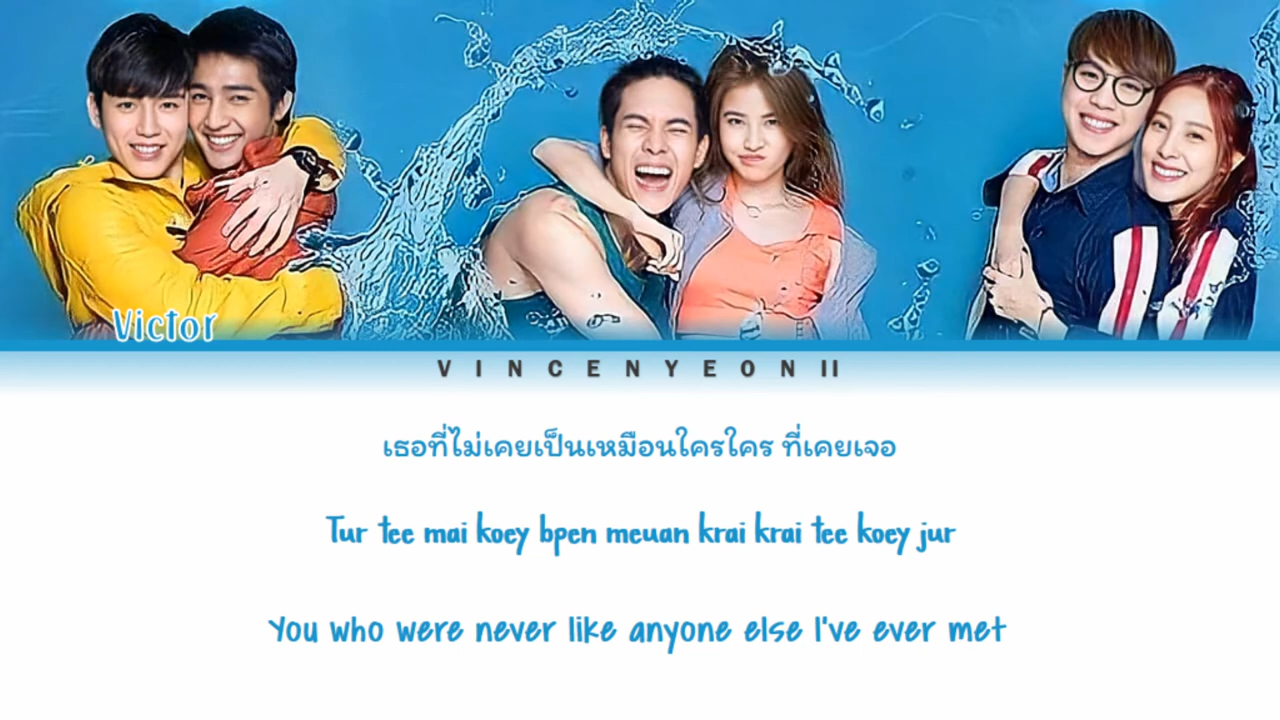 Victor
VINCENYEON II
เธอที่ไม่เคยเป็นเหมือนใครใคร ที่เคยเจอ
Tur tee mai koey bpen meuan krai krai tee koey jur
You who were never like anyone else I've ever met